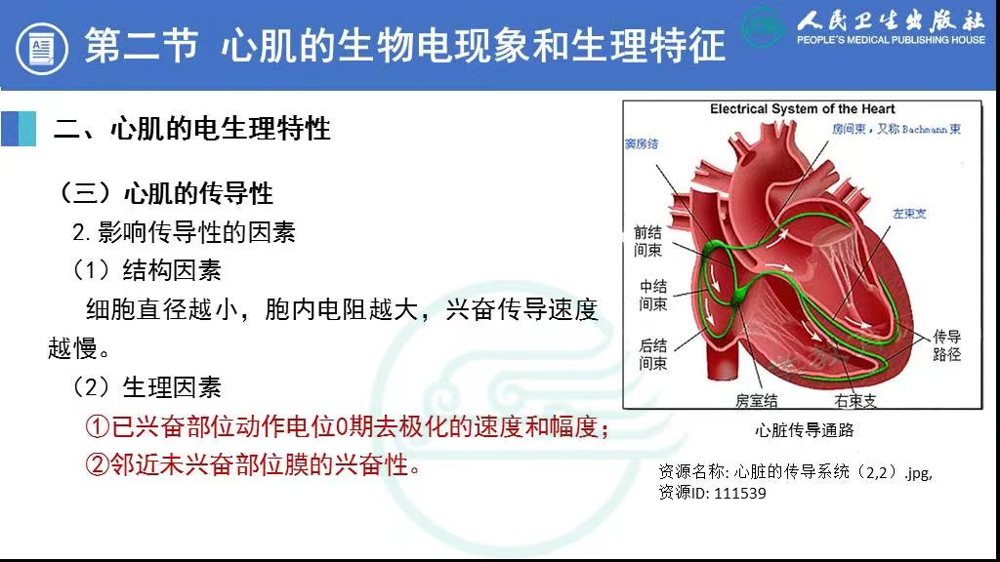 第二节 心肌的生物电现象和生理特征
人民卫生出版社
PEOPLE'S MEDICAL PUBLISHING HOUSE
二、心肌的电生理特性
（三）心肌的传导性
2.影响传导性的因素
（1）结构因素
细胞直径越小，胞内电阻越大，兴奋传导速度
越慢。
（2）生理因素
①已兴奋部位动作电位0期去极化的速度和幅度；
②邻近未兴奋部位膜的兴奋性。
Electrical System of the Heart
房间束，又称 Bachmann 束
窦房结
左束支
前结
间束
中结
间束
后结
间束
传导
路径
房室结
右束支
心脏传导通路
资源名称: 心脏的传导系统（2,2）.jpg,
资源ID: 111539